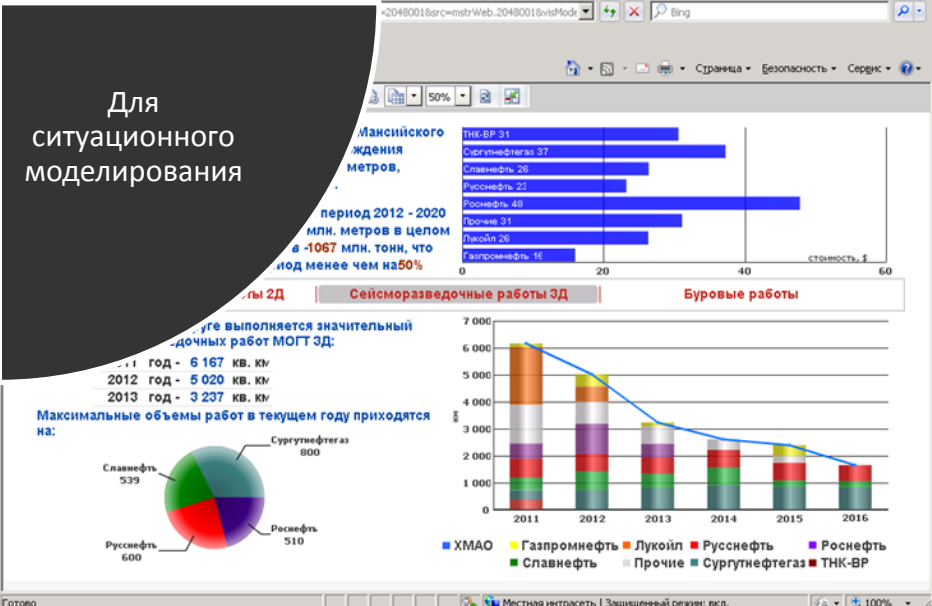 =20480018src=mstrWeb.20480018visMode
Bing
Страница
Безопасность
Сервис
Для
ситуационного
моделирования
50%
Мансийского
метров,
период 2012 - 2020
млн. метров в целом
в -1067 млн. тонн, что
менее чем на50%
ТНК-BP 31
Сургутнефтегаз 37
Славнефть 26
Русснефть 23
Роснефть 48
Прочие 31
Лукойл 26
Газпромнефть 16
стоимость, $
0 20 40 60
2Д
Сейсморазведочные работы 3Д
Буровые работы
выполняется значительный
работ МОГТ 3Д:
год - 6 167 кв. км
2012 год - 5 020 кв. км
2013 год - 3 237 кв. км
Максимальные объемы работ в текущем году приходятся
на:
Сургутнефтегаз
800
Славнефть
539
Роснефть
510
Русснефть
600
км
7 000
6 000
5 000
4 000
3 000
2 000
1 000
0
2011 2012 2013 2014 2015 2016
ХМАО Газпромнефть Лукойл Русснефть Роснефть
Славнефть Прочие Сургутнефтегаз ТНК-ВР
Готово
Местная интрасеть | Защищенный режим: вкл.
100%